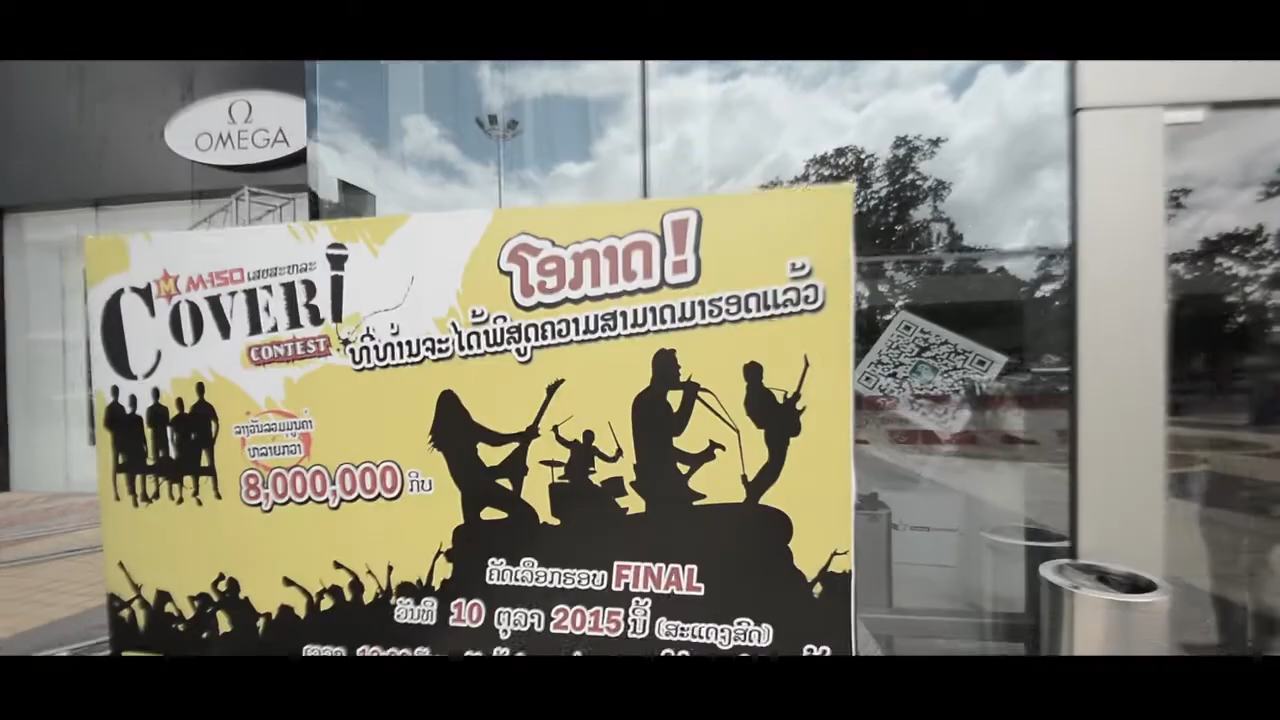 Ω
OMEGA
M M-150 ເສບສະຫລະ
COVER
CONTEST
ໂອກາດ!
ທີ່ທ່ານຈະໄດ້ພິສູດຄວາມສາມາດມາຮອດແລ້ວ
ລາງວັນລວມມູນຄ່າ
ຫລາຍກວ່າ
8,000,000 ກີບ
ຄັດເລືອກຮອບ FINAL
ວັນທີ 10 ຕຸລາ 2015 ນີ້ (ສະແດງສົດ)